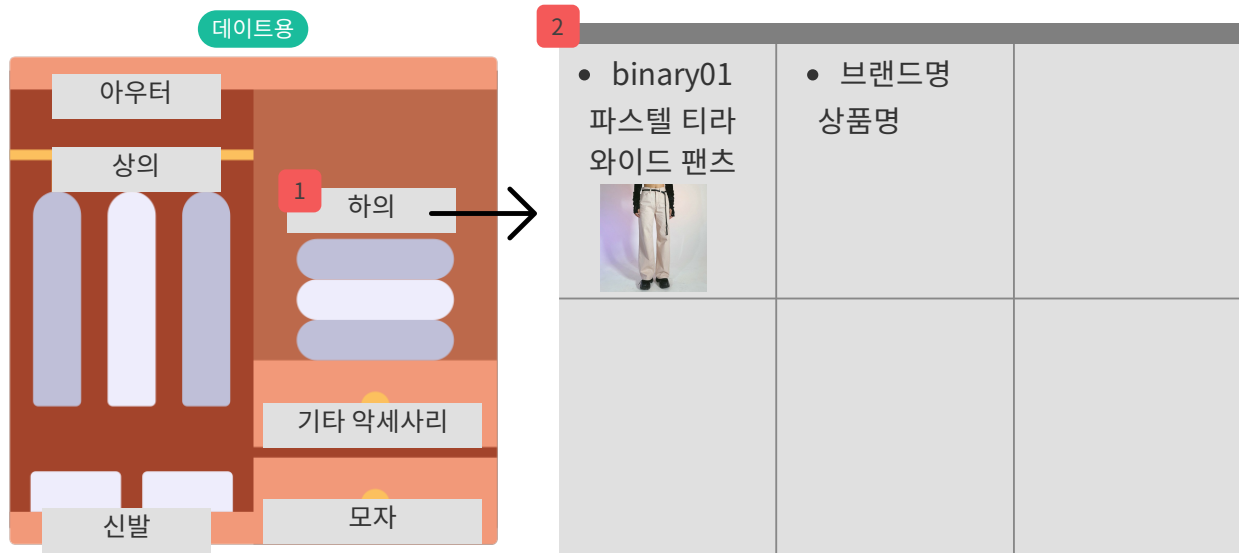 데이트용
아우터
상의
1
하의
기타 악세사리
신발
모자
2
• binary01
파스텔 티라
와이드 팬츠
• 브랜드명
상품명